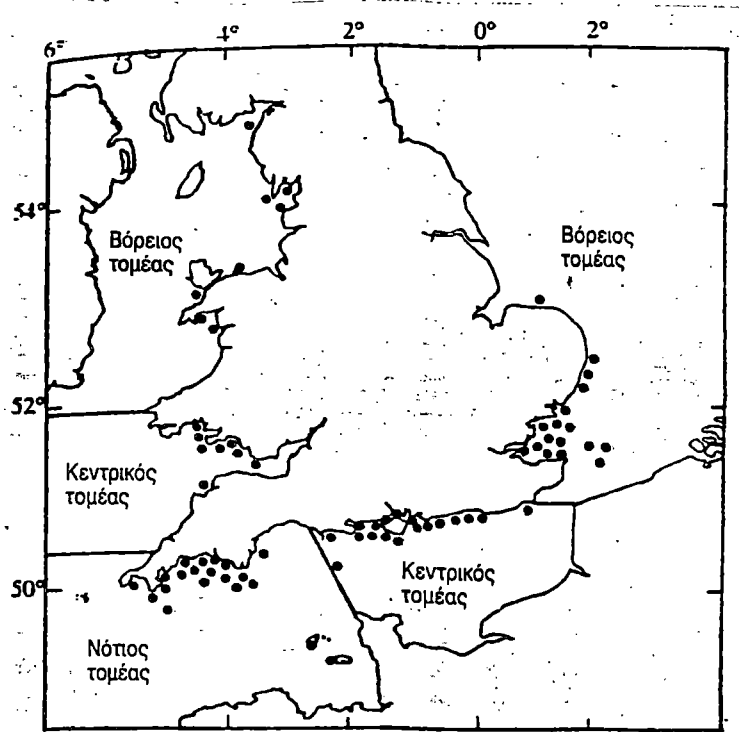 6°
4°
2°
0°
2°
54°
Βόρειος
τομέας
Βόρειος
τομέας
52°
Κεντρικός
τομέας
50°
Κεντρικός
τομέας
Νότιος
τομέας